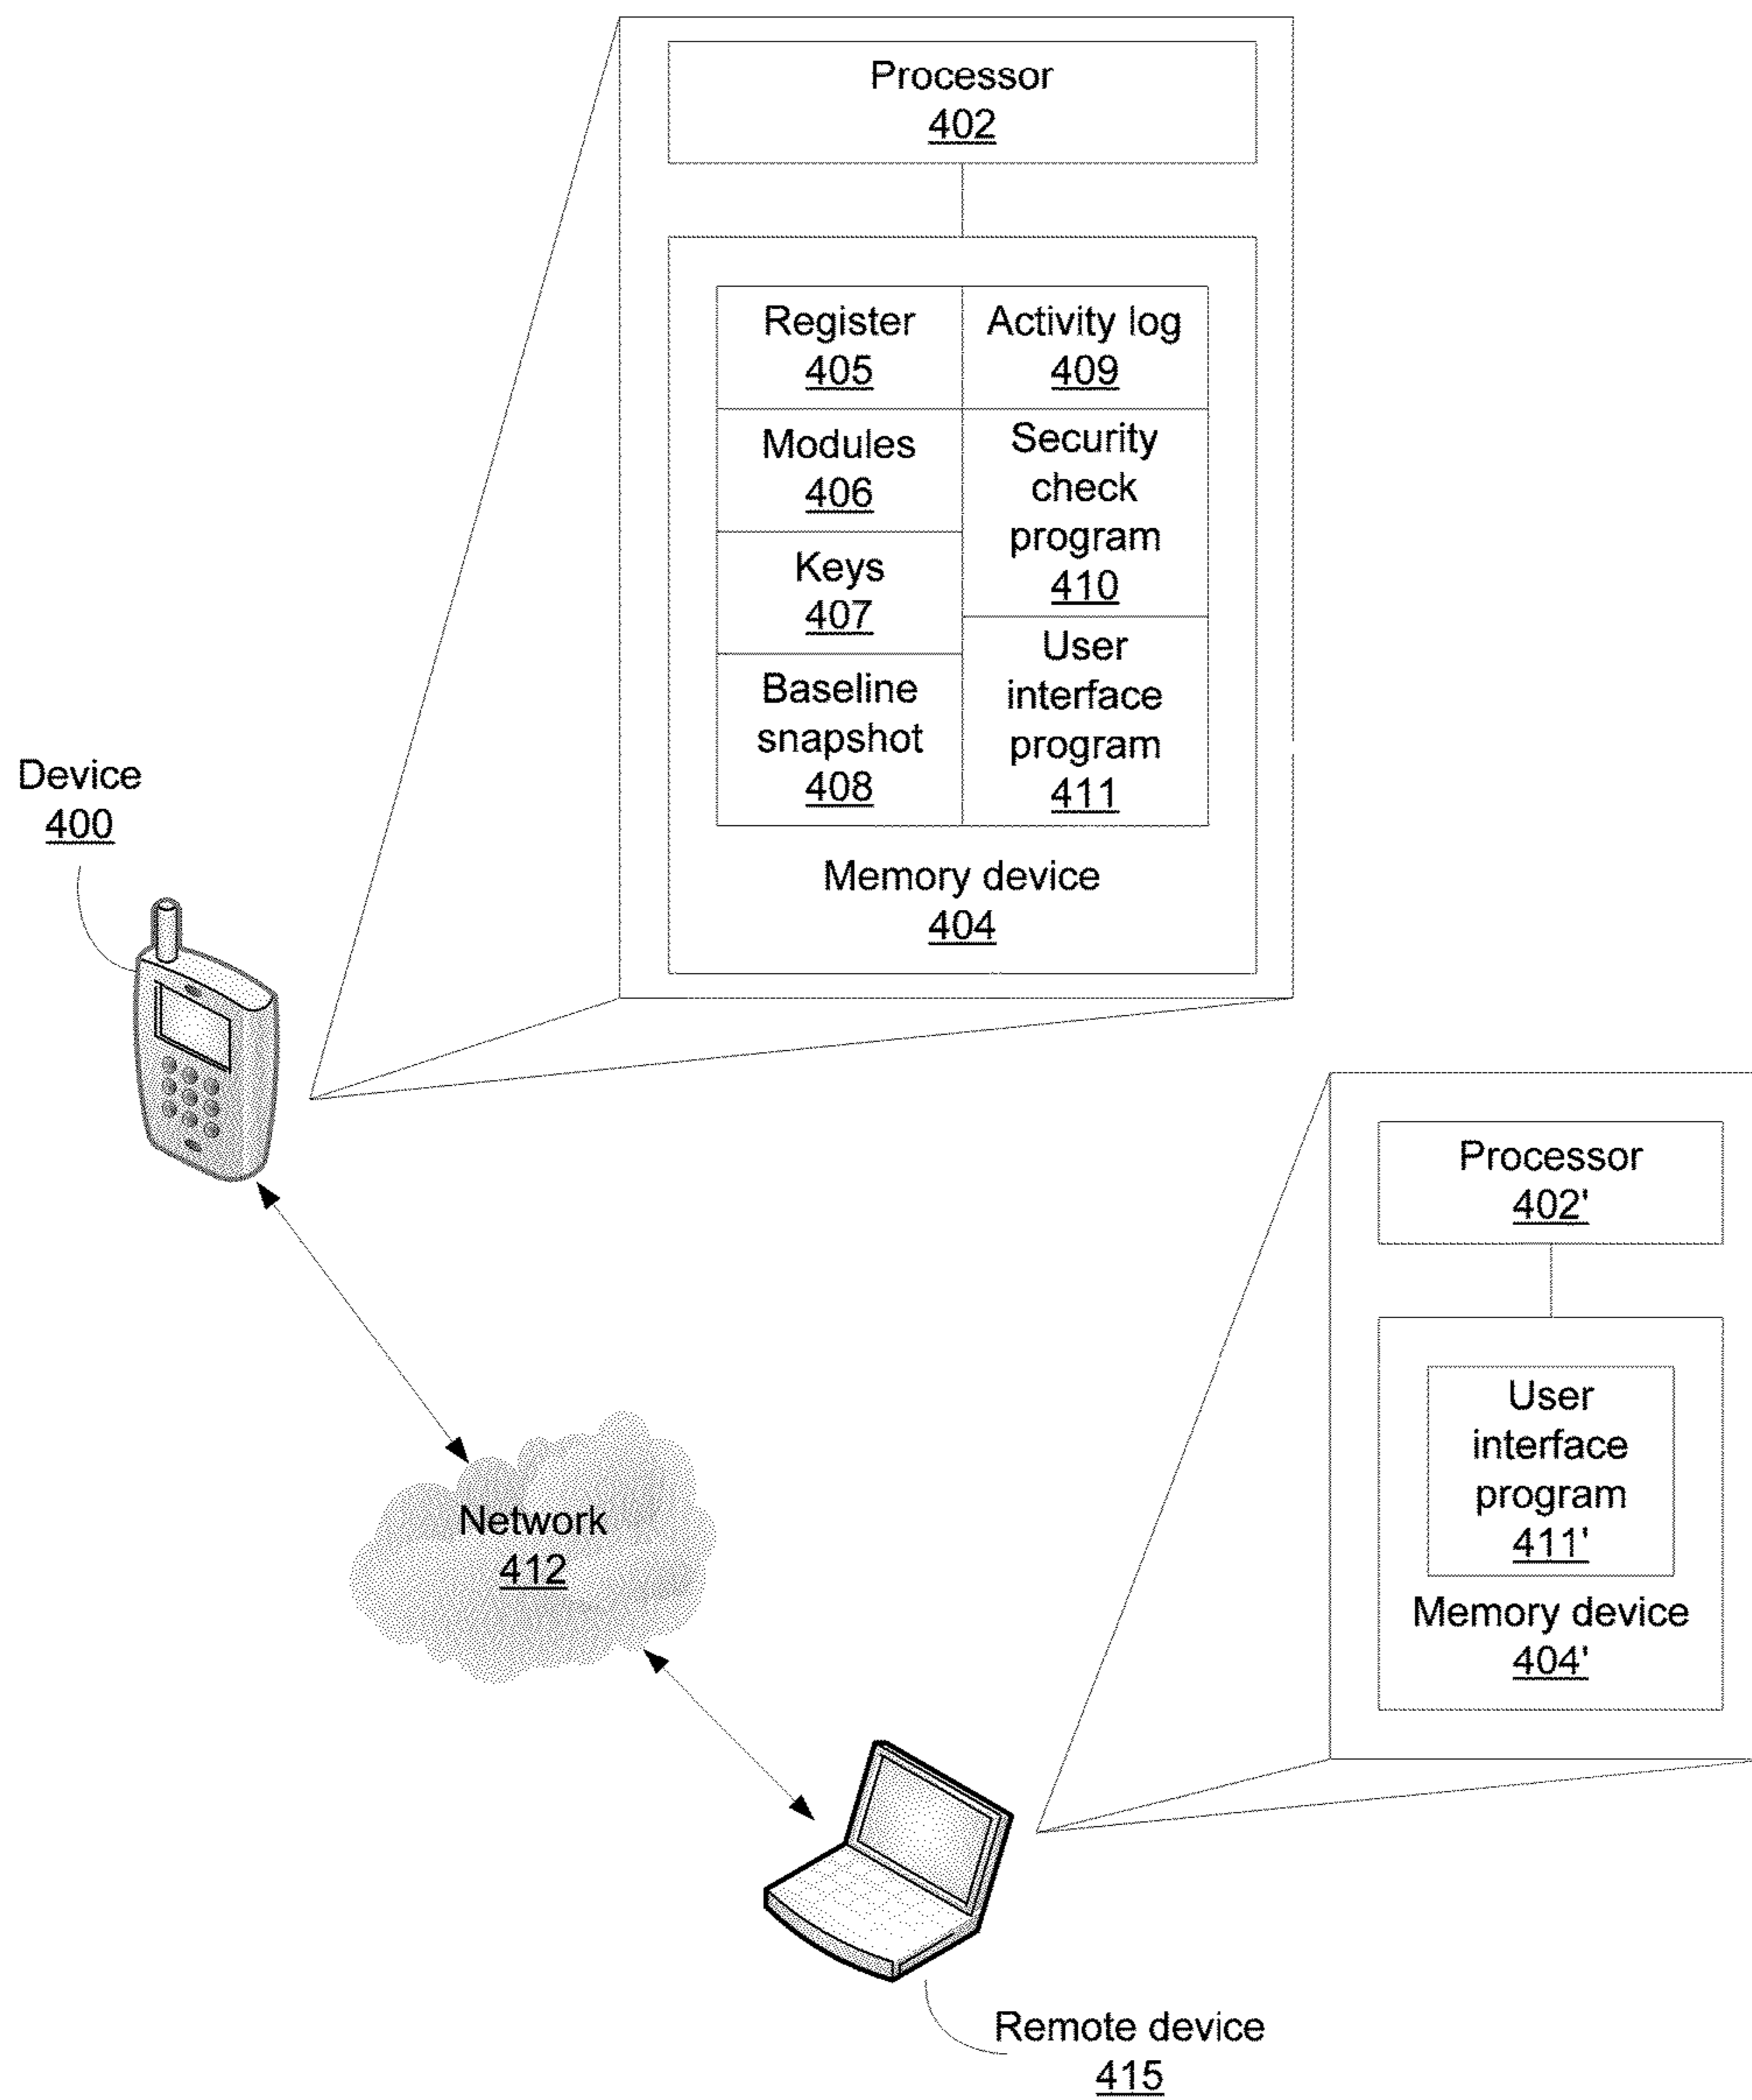 Processor
402
Register
405
Activity log
409
Modules
406
Security
check
program
410
Keys
407
User
interface
program
411
Baseline
snapshot
408
Memory device
404
Device
400
Processor
402'
User
interface
program
411'
Memory device
404'
Network
412
Remote device
415